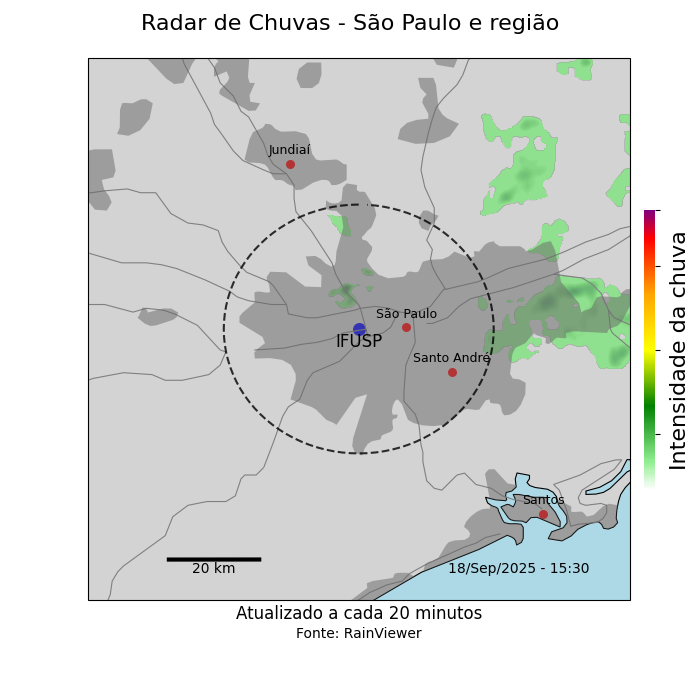 Radar de Chuvas - São Paulo e região
Jundiaí
São Paulo
IFUSP
Santo André
Santos
20 km
18/Sep/2025 - 15:30
Intensidade da chuva
Atualizado a cada 20 minutos
Fonte: RainViewer